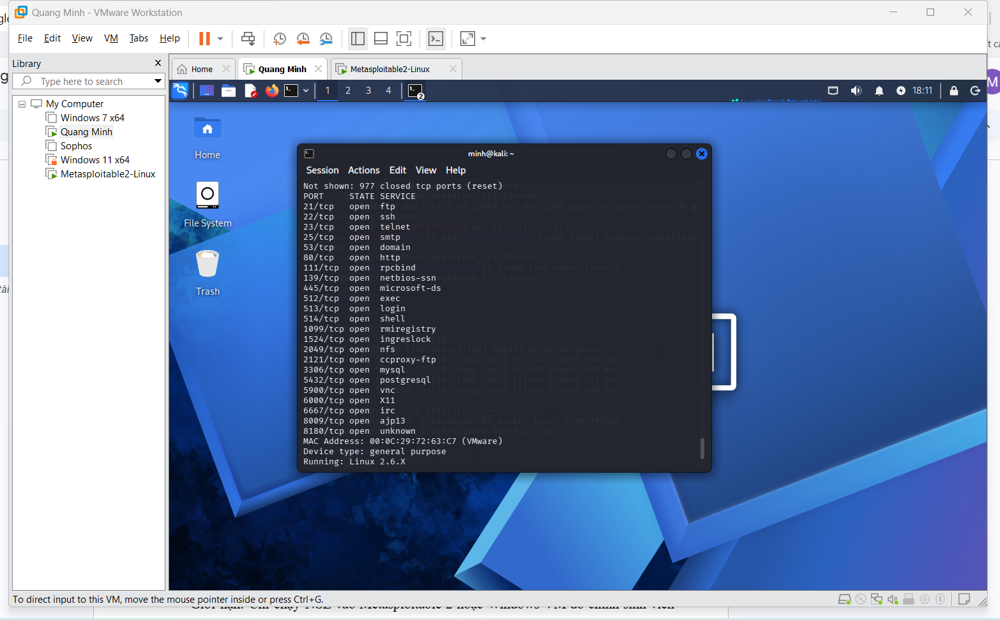 Quang Minh - VMware Workstation
File Edit View VM Tabs Help
Library
Type here to search
My Computer
Windows 7 x64
Quang Minh
Sophos
Windows 11 x64
Metasploitable2-Linux
Home
Quang Minh
Metasploitable2-Linux
1 2 3 4
2
18:11
Home
File System
Trash
minh@kali: ~
Session Actions Edit View Help
Not shown: 977 closed tcp ports (reset)
PORT STATE SERVICE
21/tcp open ftp
22/tcp open ssh
23/tcp open telnet
25/tcp open smtp
53/tcp open domain
80/tcp open http
111/tcp open rpcbind
139/tcp open netbios-ssn
445/tcp open microsoft-ds
512/tcp open exec
513/tcp open login
514/tcp open shell
1099/tcp open rmiregistry
1524/tcp open ingreslock
2049/tcp open nfs
2121/tcp open ccproxy-ftp
3306/tcp open mysql
5432/tcp open postgresql
5900/tcp open vnc
6000/tcp open X11
6667/tcp open irc
8009/tcp open ajp13
8180/tcp open unknown
MAC Address: 00:0C:29:72:63:C7 (VMware)
Device type: general purpose
Running: Linux 2.6.X
To direct input to this VM, move the mouse pointer inside or press Ctrl+G.
M